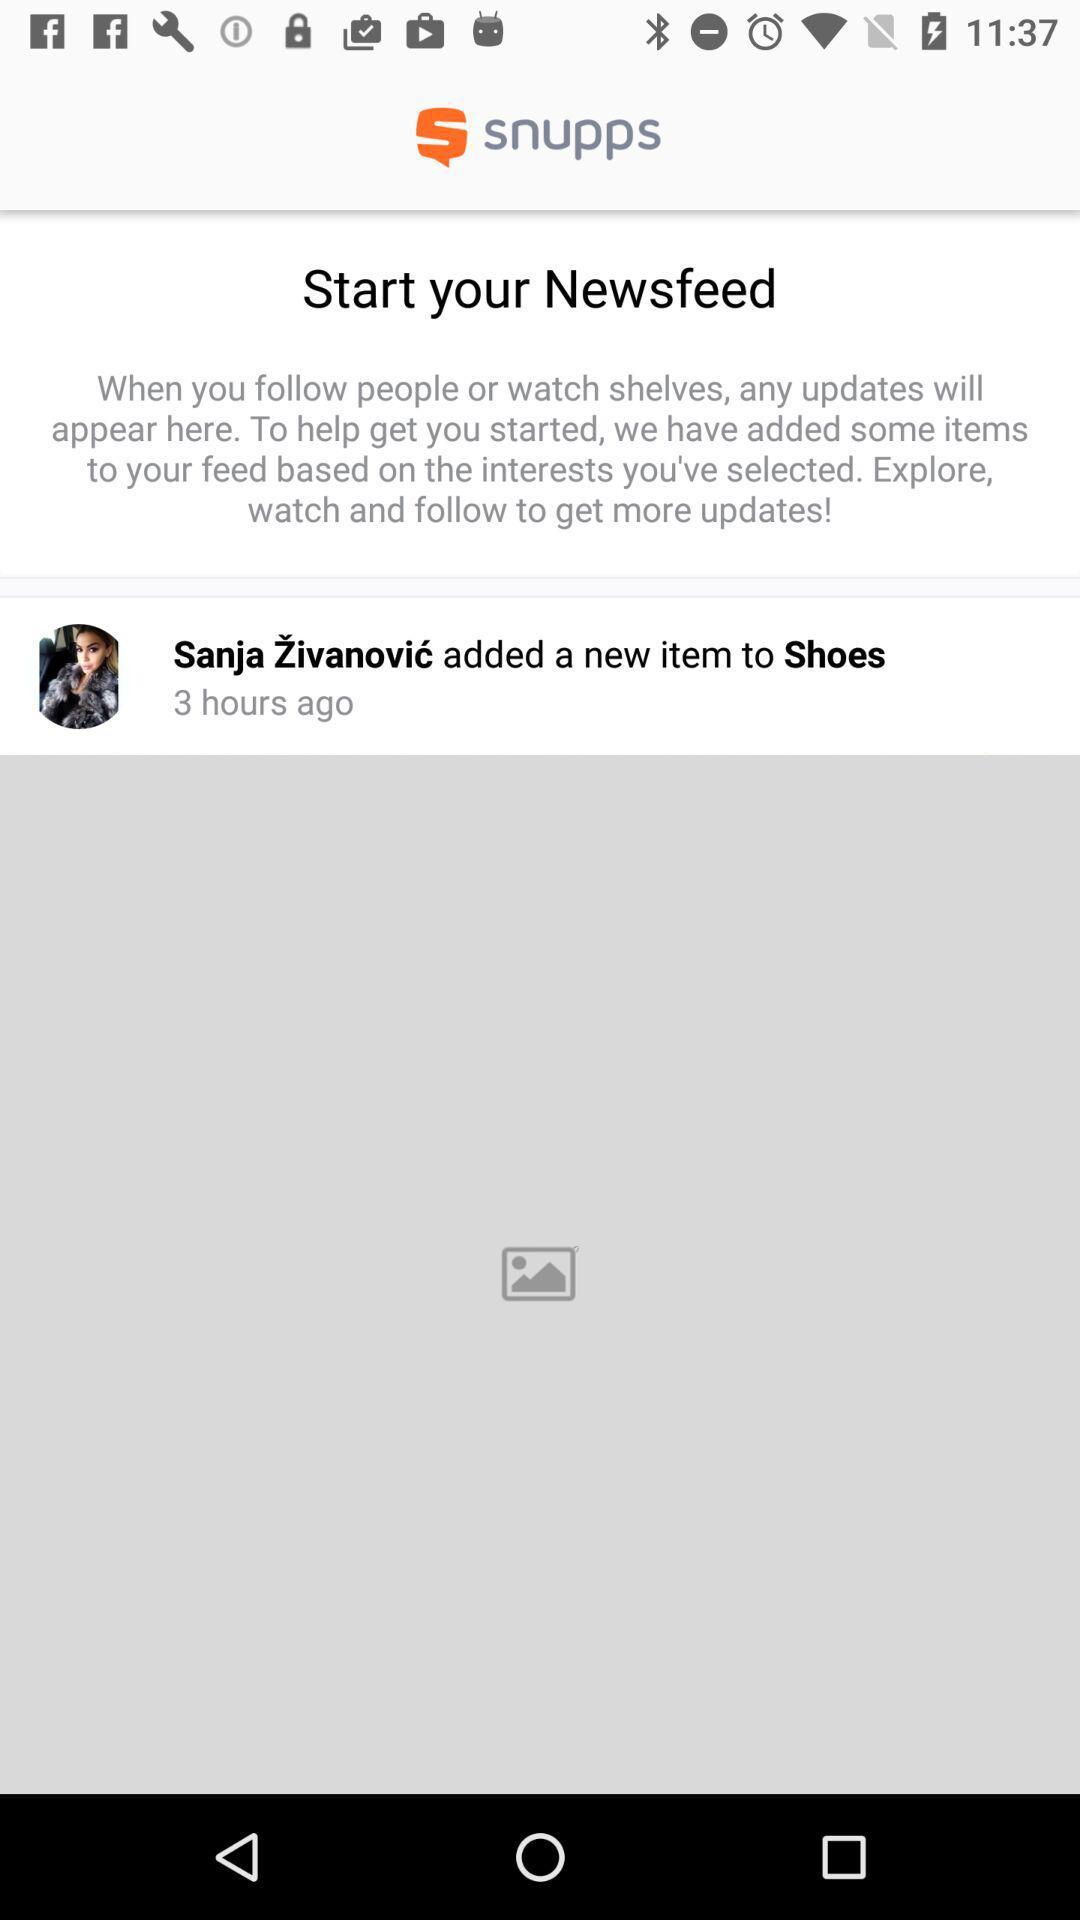 11:37
snupps
Start your Newsfeed
When you follow people or watch shelves, any updates will
appear here. To help get you started, we have added some items
to your feed based on the interests you've selected. Explore,
watch and follow to get more updates!
Sanja Živanović added a new item to Shoes
3 hours ago